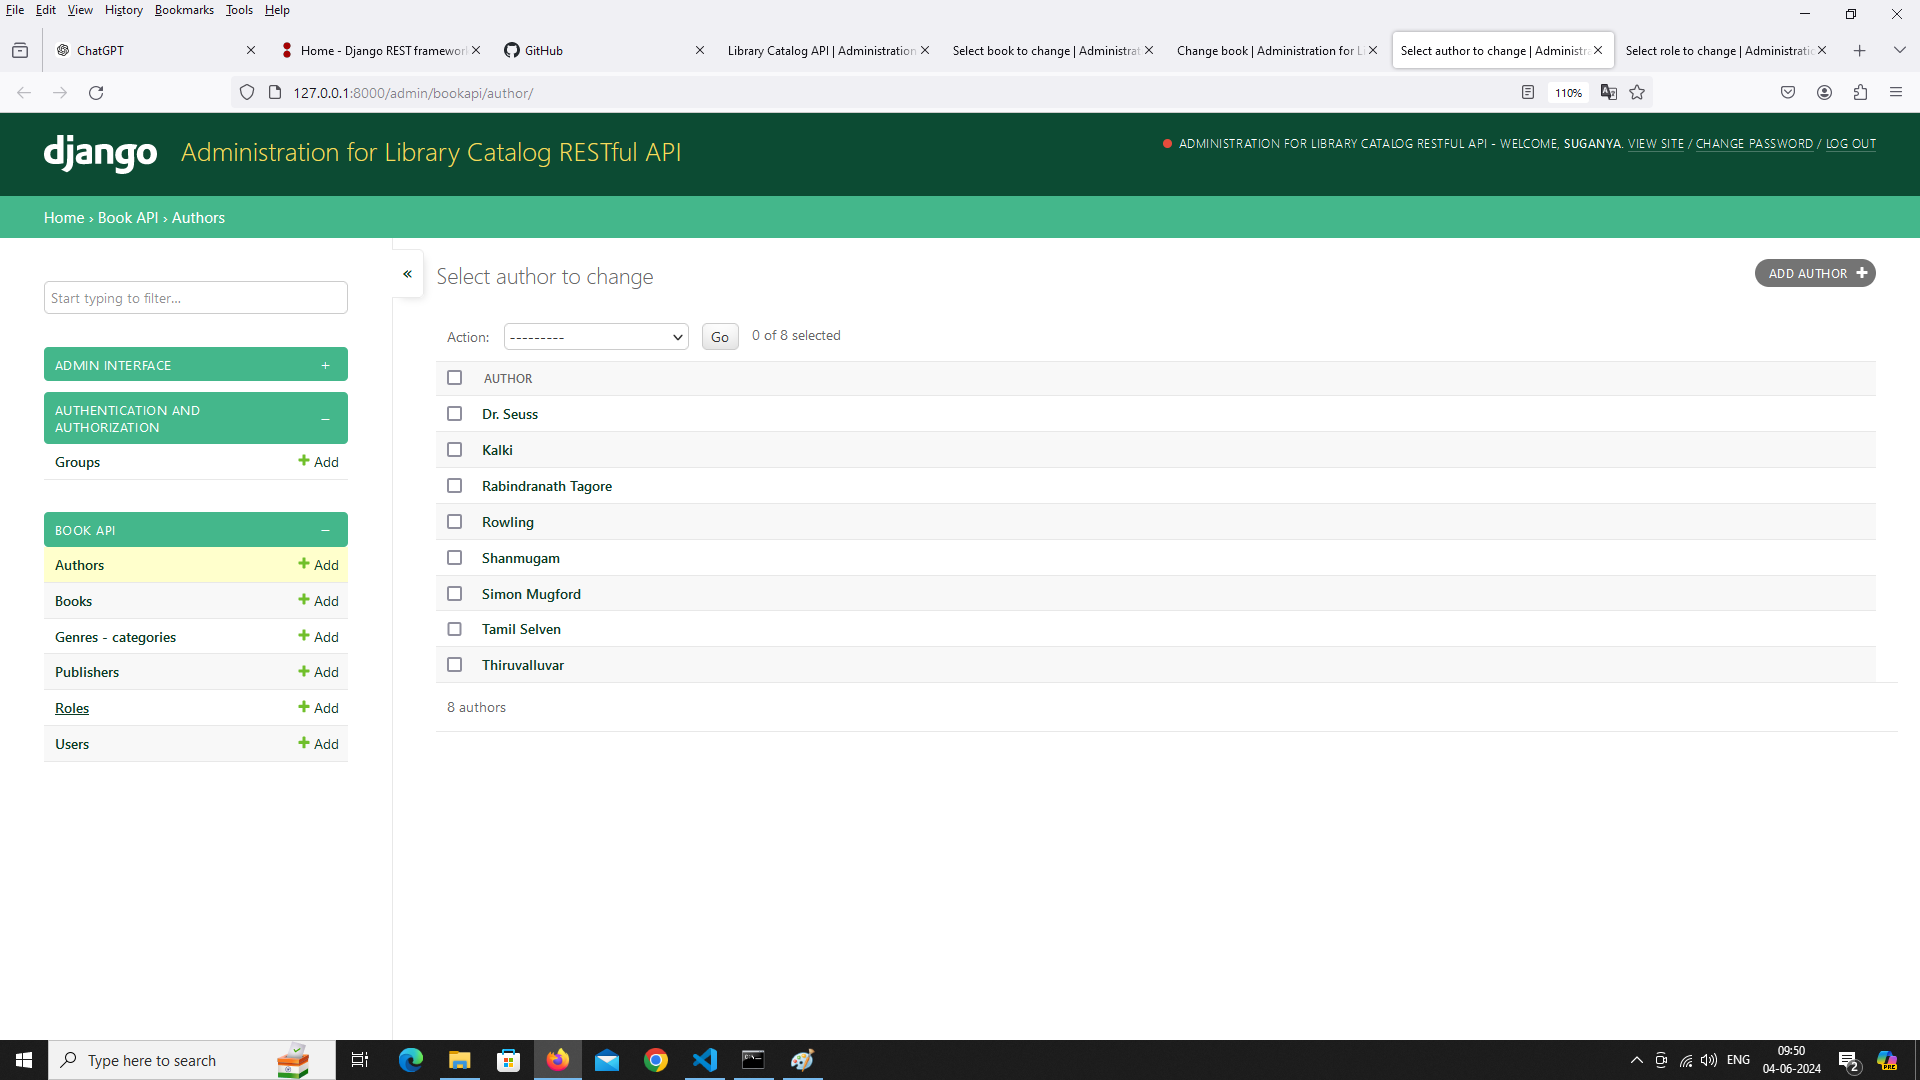 File Edit View History Bookmarks Tools Help
ChatGPT
Home - Django REST framewor
GitHub
Library Catalog API | Administration
Select book to change | Administrat
Change book | Administration for L
Select author to change | Administra
Select role to change | Administratio
127.0.0.1:8000/admin/bookapi/author/
110%
django
Administration for Library Catalog RESTful API
ADMINISTRATION FOR LIBRARY CATALOG RESTFUL API - WELCOME, SUGANYA. VIEW SITE / CHANGE PASSWORD / LOG OUT
Home › Book API › Authors
Start typing to filter...
ADMIN INTERFACE +
AUTHENTICATION AND
AUTHORIZATION −
Groups + Add
BOOK API −
Authors + Add
Books + Add
Genres - categories + Add
Publishers + Add
Roles + Add
Users + Add
«
Select author to change
ADD AUTHOR +
Action: --------- Go 0 of 8 selected
AUTHOR
Dr. Seuss
Kalki
Rabindranath Tagore
Rowling
Shanmugam
Simon Mugford
Tamil Selven
Thiruvalluvar
8 authors
Type here to search
ENG
09:50
04-06-2024
2
PRE